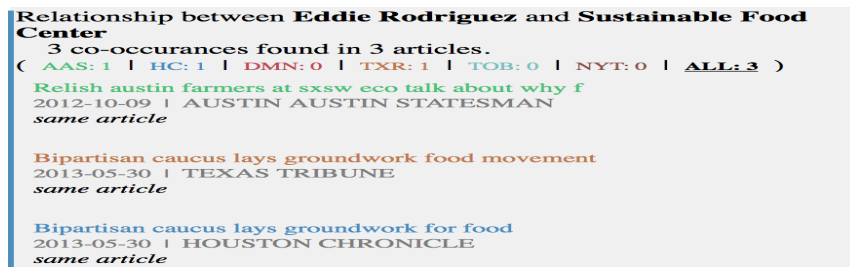 Relationship between Eddie Rodriguez and Sustainable Food
Center
3 co-occurances found in 3 articles.
( AAS: 1 | HC: 1 | DMN: 0 | TXR: 1 | TOB: 0 | NYT: 0 | ALL: 3 )
Relish austin farmers at sxsw eco talk about why f
2012-10-09 | AUSTIN AUSTIN STATESMAN
same article
Bipartisan caucus lays groundwork food movement
2013-05-30 | TEXAS TRIBUNE
same article
Bipartisan caucus lays groundwork for food
2013-05-30 | HOUSTON CHRONICLE
same article